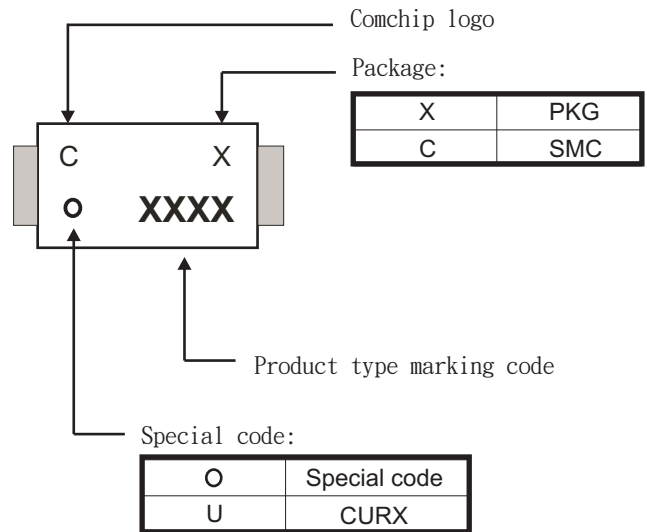 Comchip logo
Package:
X PKG
C SMC
C X
O XXXX
Product type marking code
Special code:
O Special code
U CURX